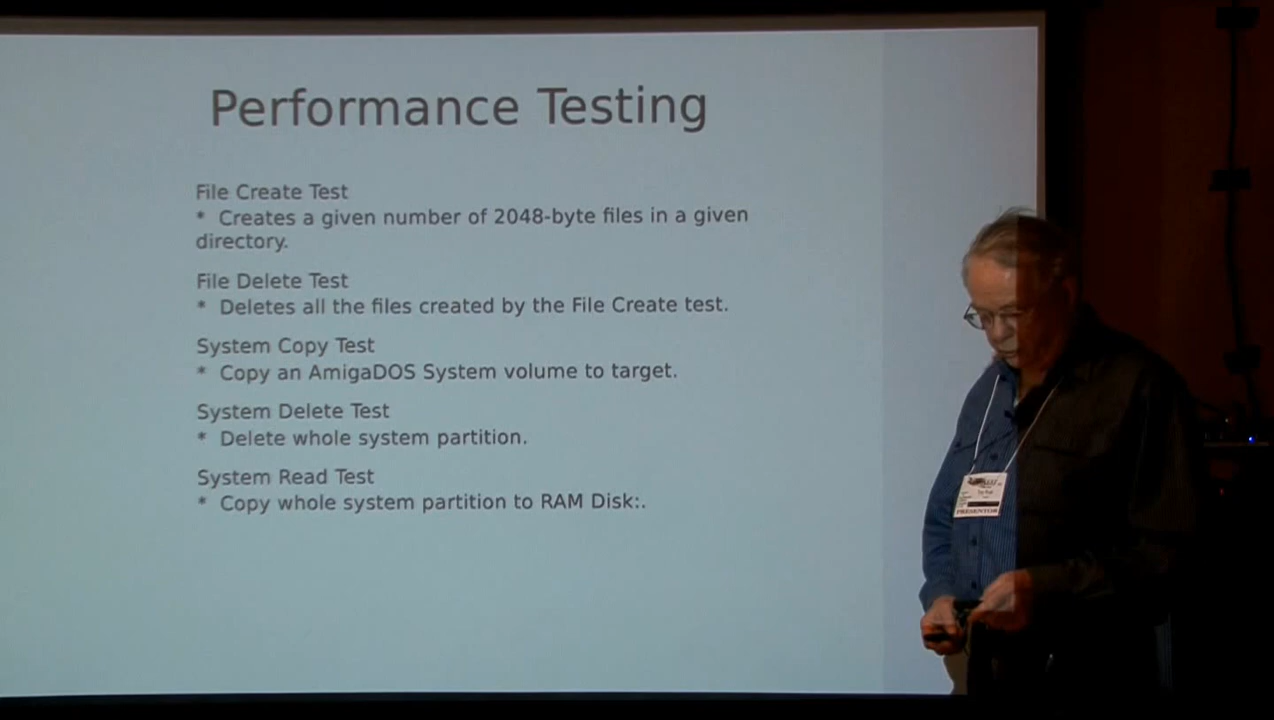 Performance Testing
File Create Test
* Creates a given number of 2048-byte files in a given
directory.
File Delete Test
* Deletes all the files created by the File Create test.
System Copy Test
* Copy an AmigaDOS System volume to target.
System Delete Test
* Delete whole system partition.
System Read Test
* Copy whole system partition to RAM Disk:.
PRESENTOR